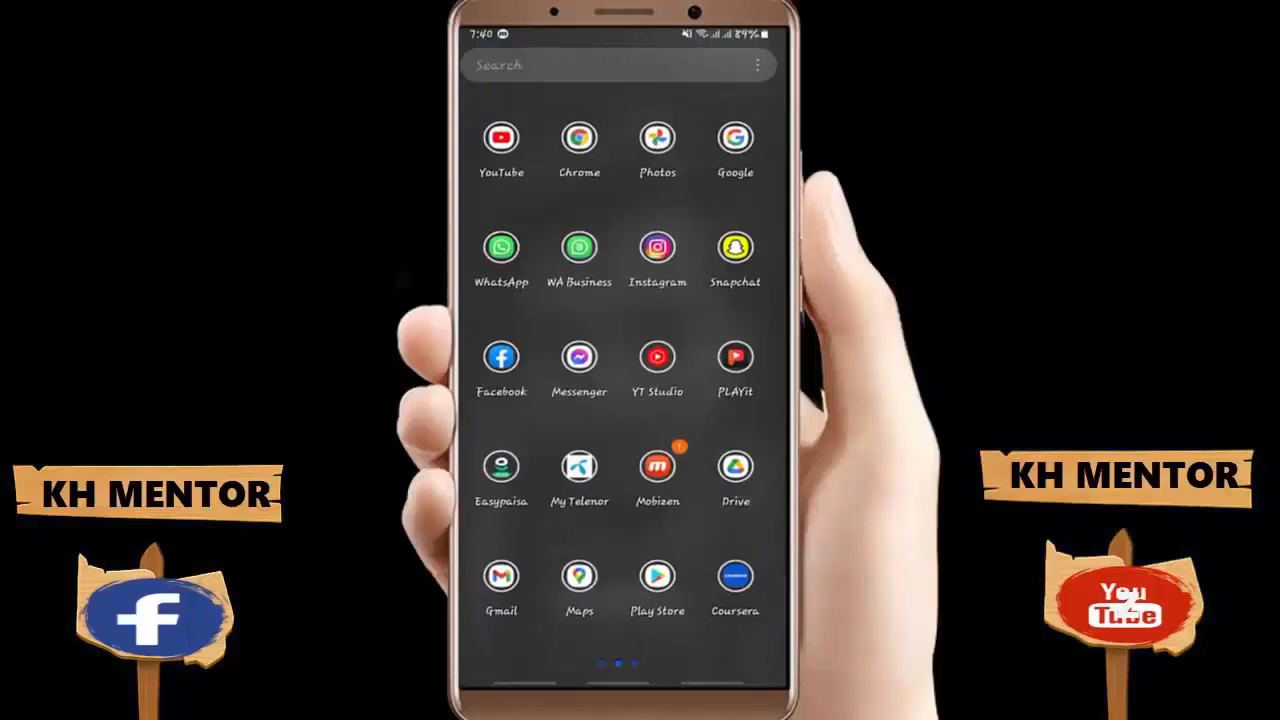 7:40 89%
Search
YouTube Chrome Photos Google
WhatsApp WA Business Instagram Snapchat
Facebook Messenger YT Studio PLAYit
Easypaisa My Telenor Mobizen Drive
Gmail Maps Play Store Coursera
KH MENTOR
KH MENTOR
You
Tube